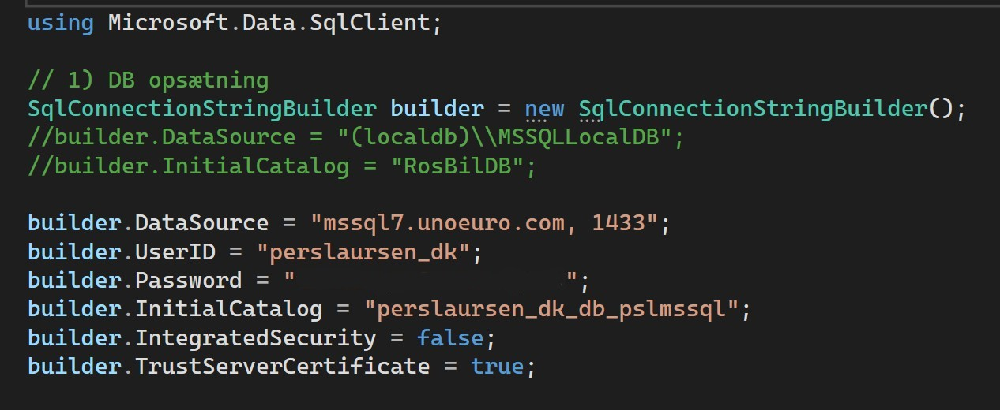 using Microsoft.Data.SqlClient;
// 1) DB opsætning
SqlConnectionStringBuilder builder = new SqlConnectionStringBuilder();
//builder.DataSource = "(localdb)\\MSSQLLocalDB";
//builder.InitialCatalog = "RosBilDB";
builder.DataSource = "mssql7.unoeuro.com, 1433";
builder.UserID = "perslaursen_dk";
builder.Password = "                    ";
builder.InitialCatalog = "perslaursen_dk_db_pslmssql";
builder.IntegratedSecurity = false;
builder.TrustServerCertificate = true;